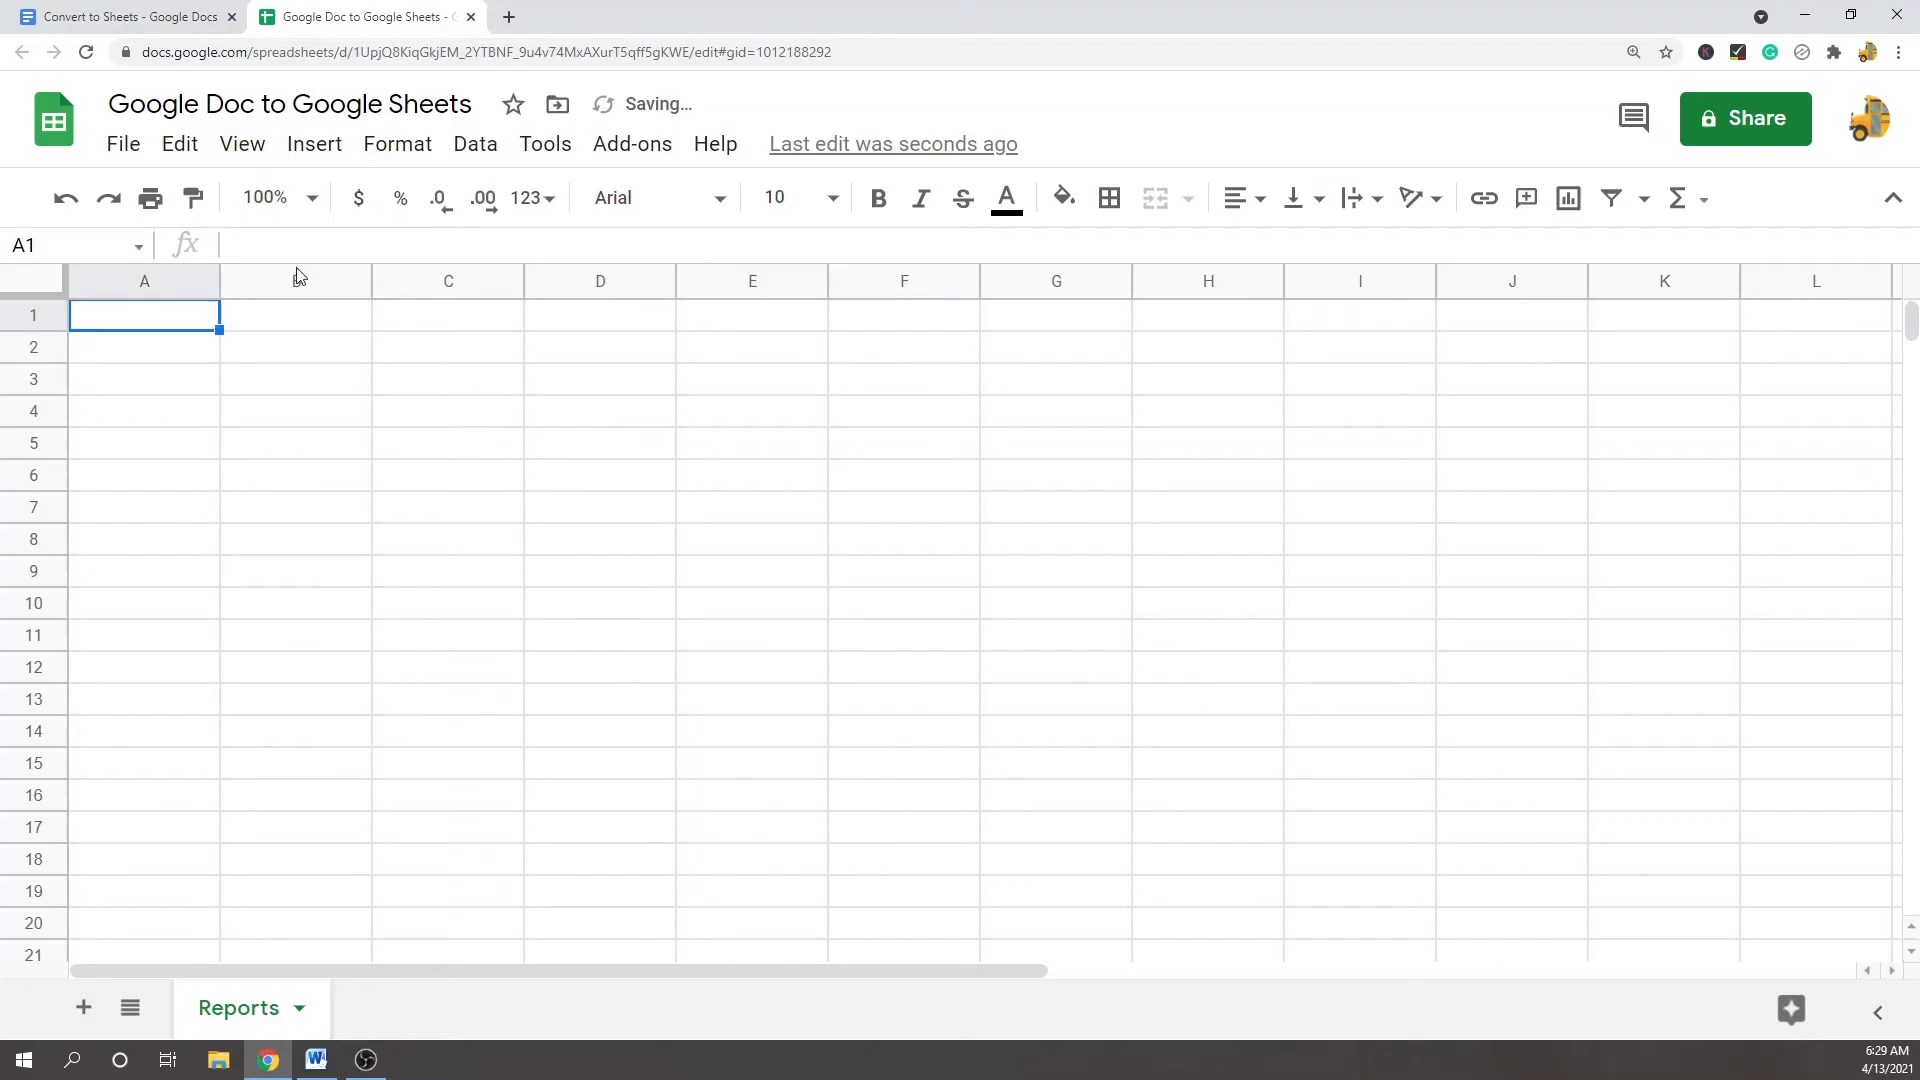 Convert to Sheets - Google Docs
Google Doc to Google Sheets -
docs.google.com/spreadsheets/d/1UpjQ8KiqGkjEM_2YTBNF_9u4v74MxAXurT5qff5gKWE/edit#gid=1012188292
Google Doc to Google Sheets
Saving...
Share
File Edit View Insert Format Data Tools Add-ons Help Last edit was seconds ago
100% $ % .0 .00 123 Arial 10 B I S A Σ
A1 fx
A C D E F G H I J K L
1
2
3
4
5
6
7
8
9
10
11
12
13
14
15
16
17
18
19
20
21
Reports
6:29 AM
4/13/2021